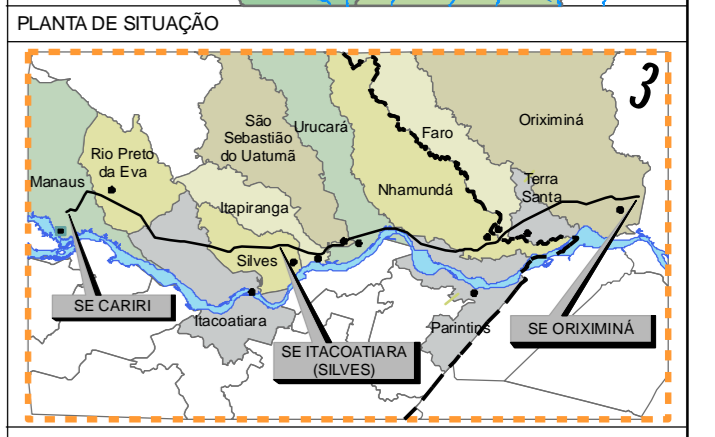 PLANTA DE SITUAÇÃO
3
São
Sebastião
do Uatumã
Urucará
Faro
Oriximiná
Rio Preto
da Eva
Manaus
Nhamundá
Terra
Santa
Itapiranga
Silves
SE CARIRI
Itacoatiara
SE ITACOATIARA
(SILVES)
Parintins
SE ORIXIMINÁ